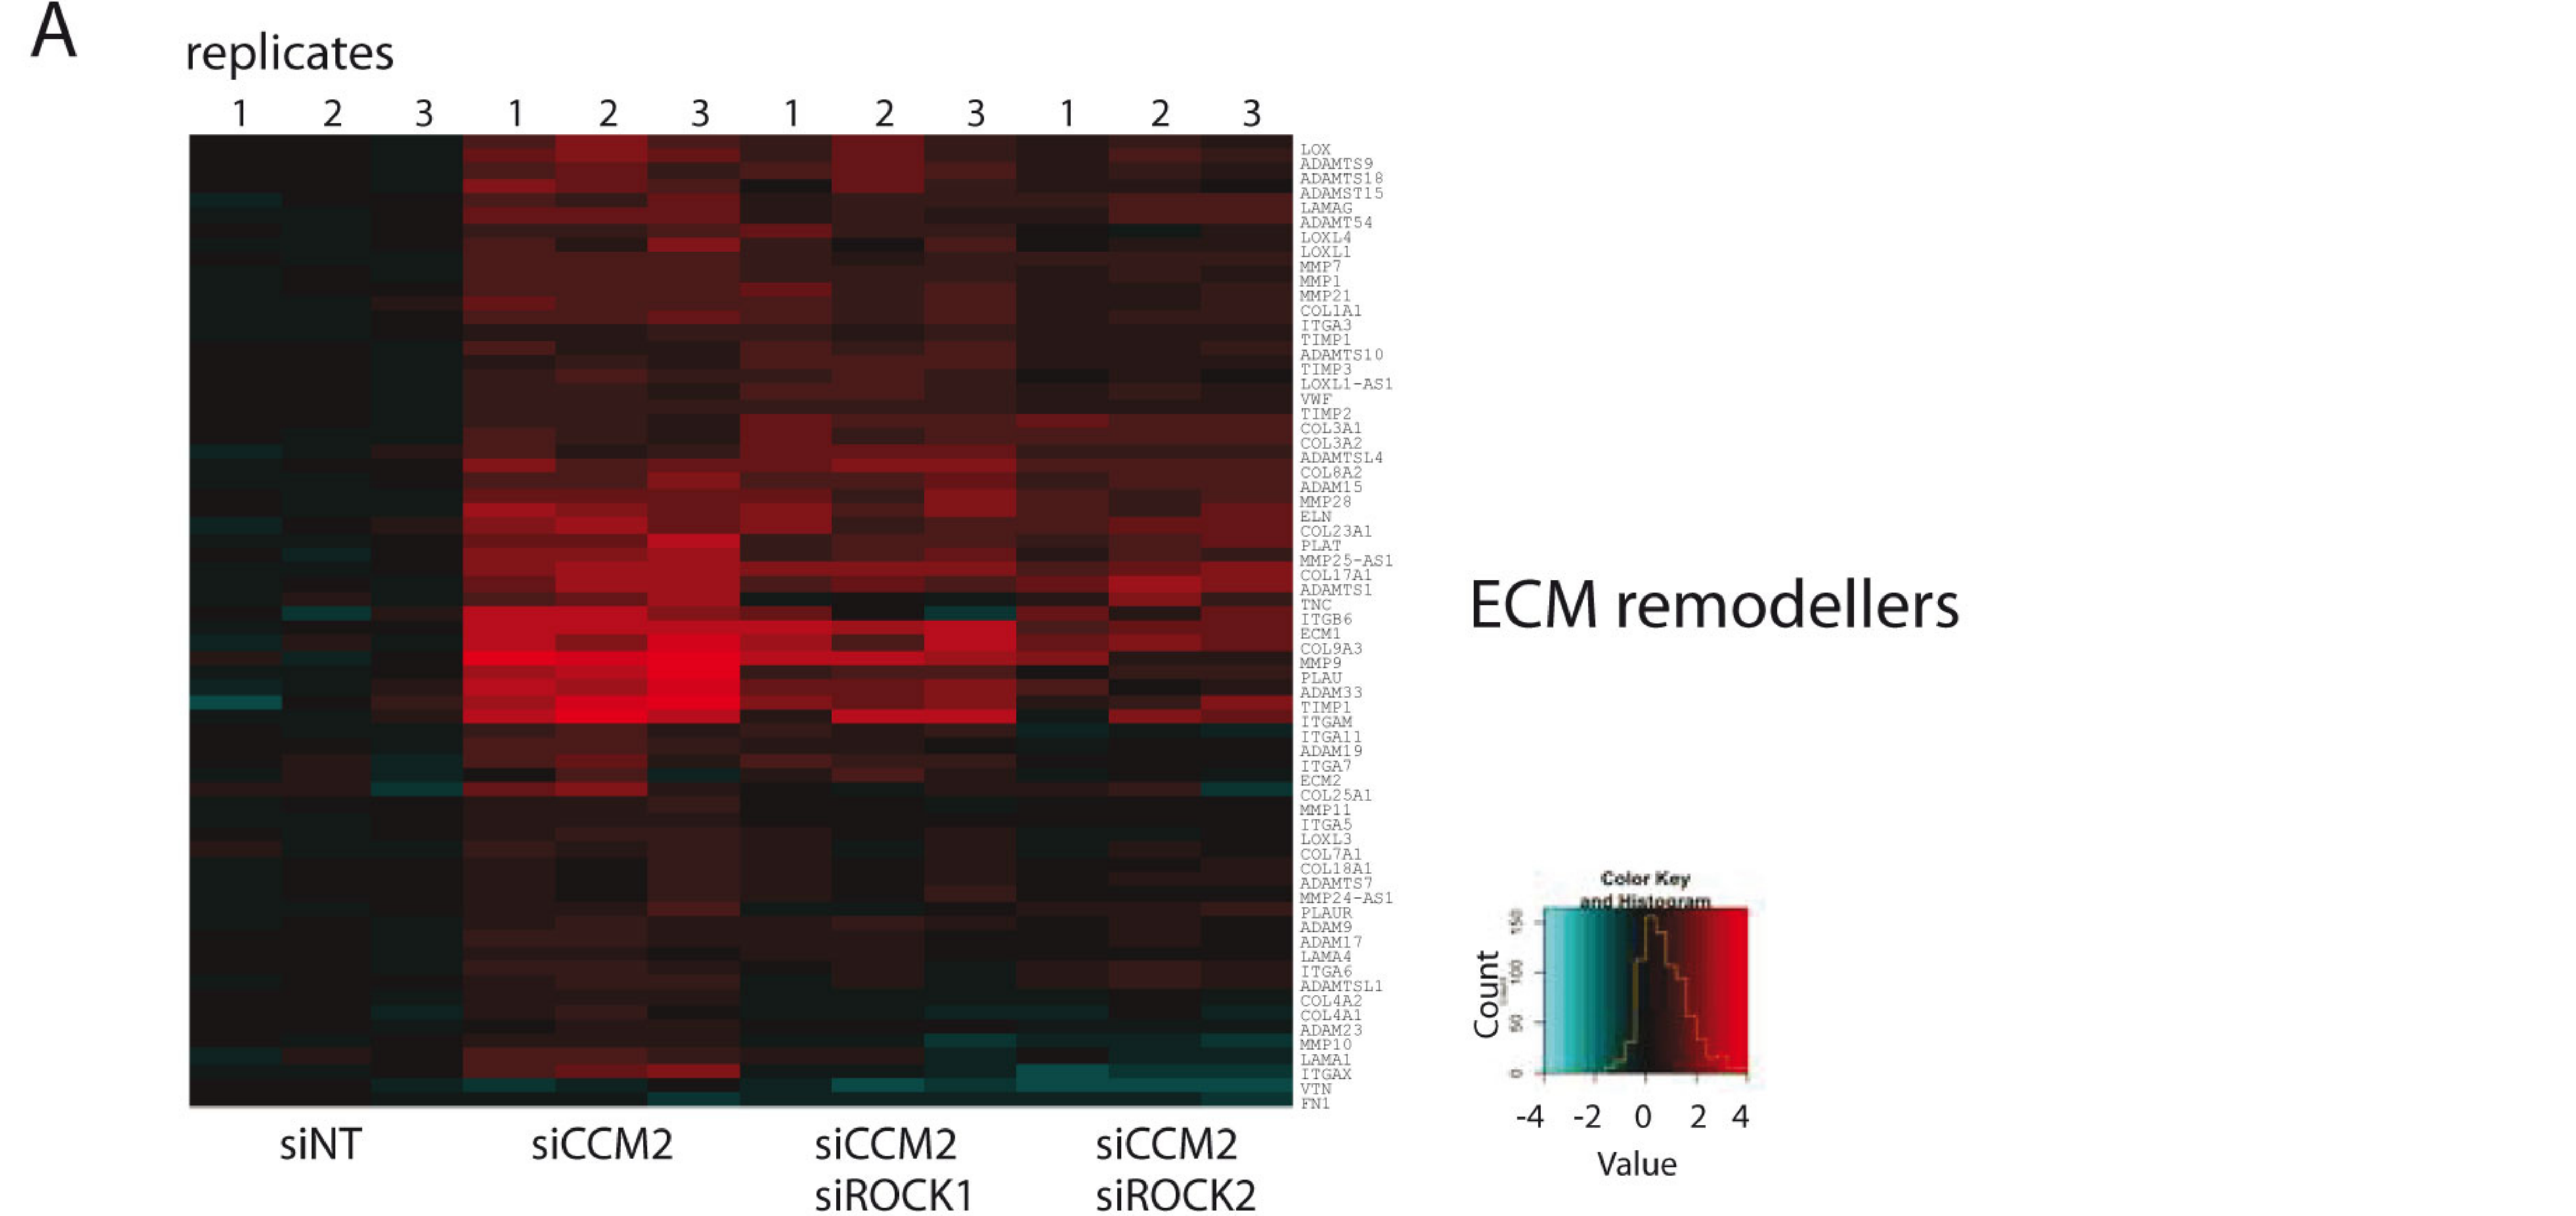 A
replicates
1 2 3 1 2 3 1 2 3 1 2 3
LOX
ADAMTS9
ADAMTS18
ADAMST15
LAMAG
ADAMT54
LOXL4
LOXL1
MMP7
MMP1
MMP21
COL1A1
ITGA3
TIMP1
ADAMTS10
TIMP3
LOXL1-AS1
VWF
TIMP2
COL3A1
COL3A2
ADAMTSL4
COL8A2
ADAM15
MMP28
ELN
COL23A1
PLAT
MMP25-AS1
COL17A1
ADAMTS1
TNC
ITGB6
ECM1
COL9A3
MMP9
PLAU
ADAM33
TIMP1
ITGAM
ITGA11
ADAM19
ITGA7
ECM2
COL25A1
MMP11
ITGA5
LOXL3
COL7A1
COL18A1
ADAMTS7
MMP24-AS1
PLAUR
ADAM9
ADAM17
LAMA4
ITGA6
ADAMTSL1
COL4A2
COL4A1
ADAM23
MMP10
LAMA1
ITGAX
VTN
FN1
siNT siCCM2 siCCM2 siCCM2
siROCK1 siROCK2
ECM remodellers
Color Key
and Histogram
Count
0 50 100 150
-4 -2 0 2 4
Value